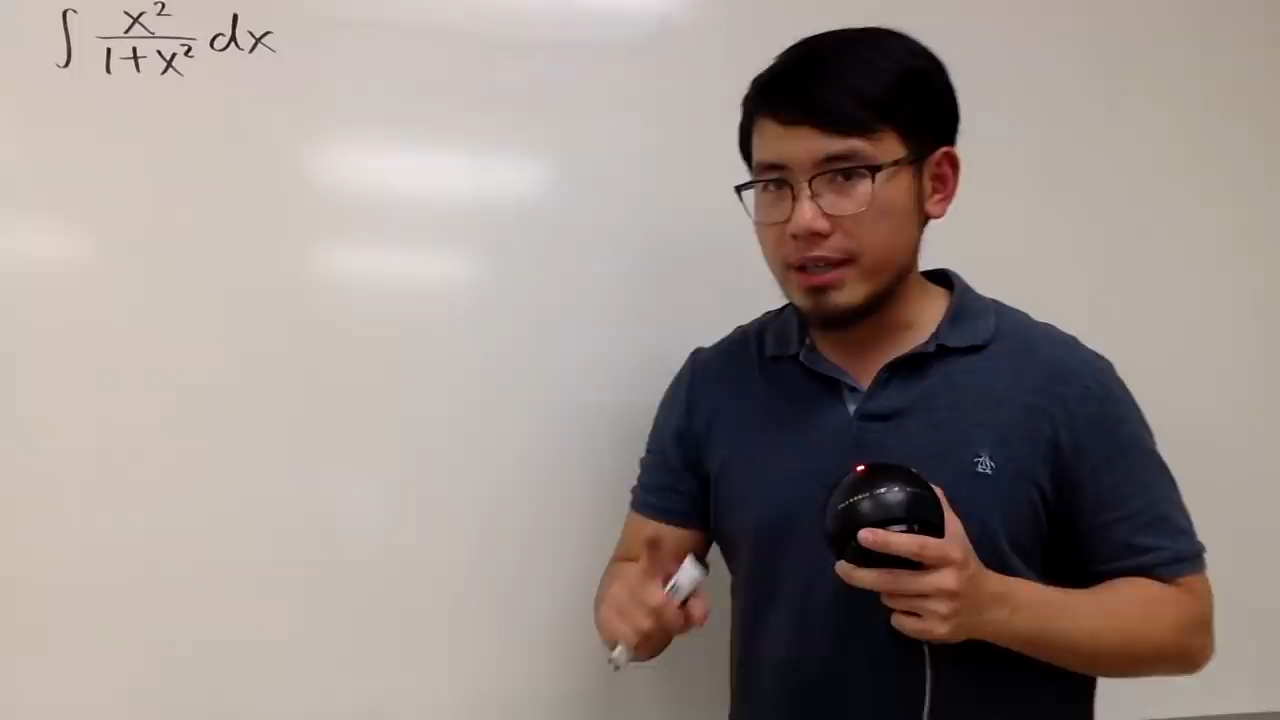 ∫ x²/(1+x²) dx